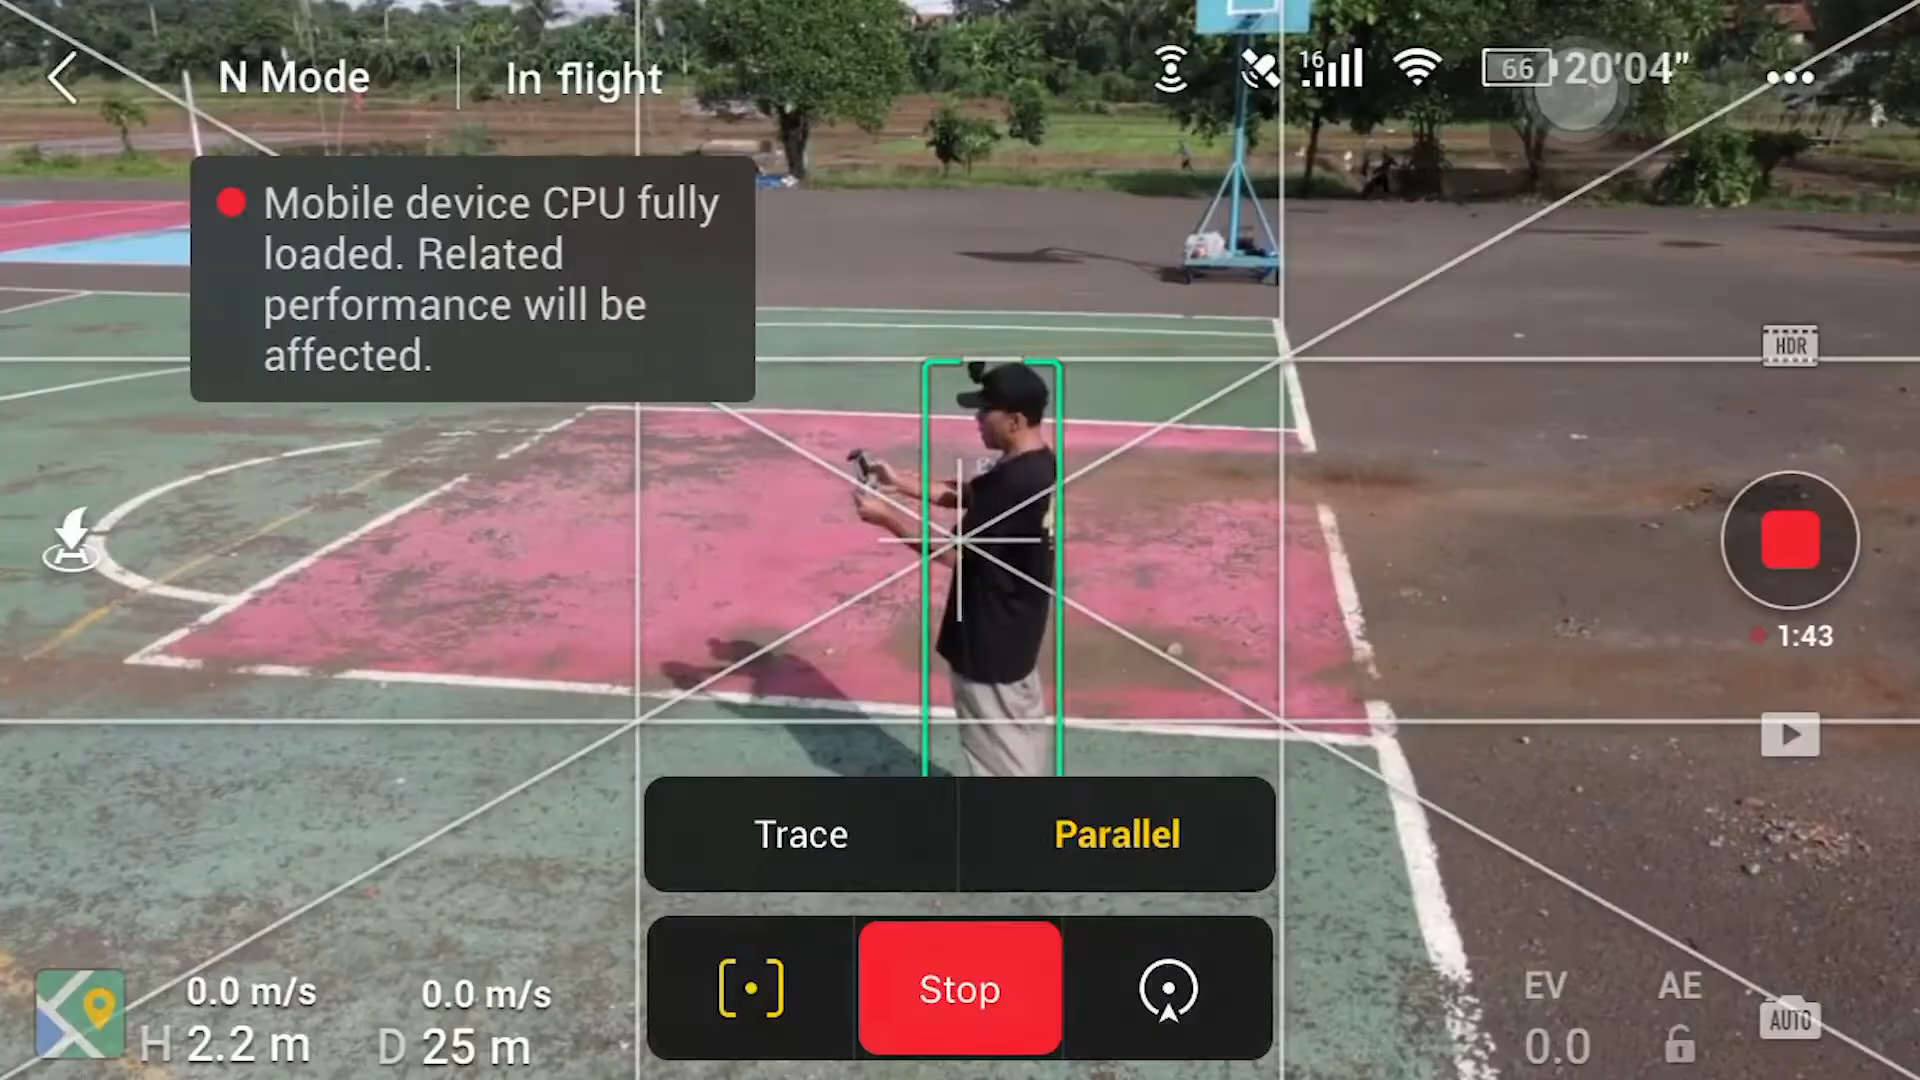 N Mode
In flight
16
66
20'04"
Mobile device CPU fully
loaded. Related
performance will be
affected.
HDR
1:43
Trace
Parallel
Stop
0.0 m/s
0.0 m/s
H 2.2 m
D 25 m
EV
0.0
AE
AUTO